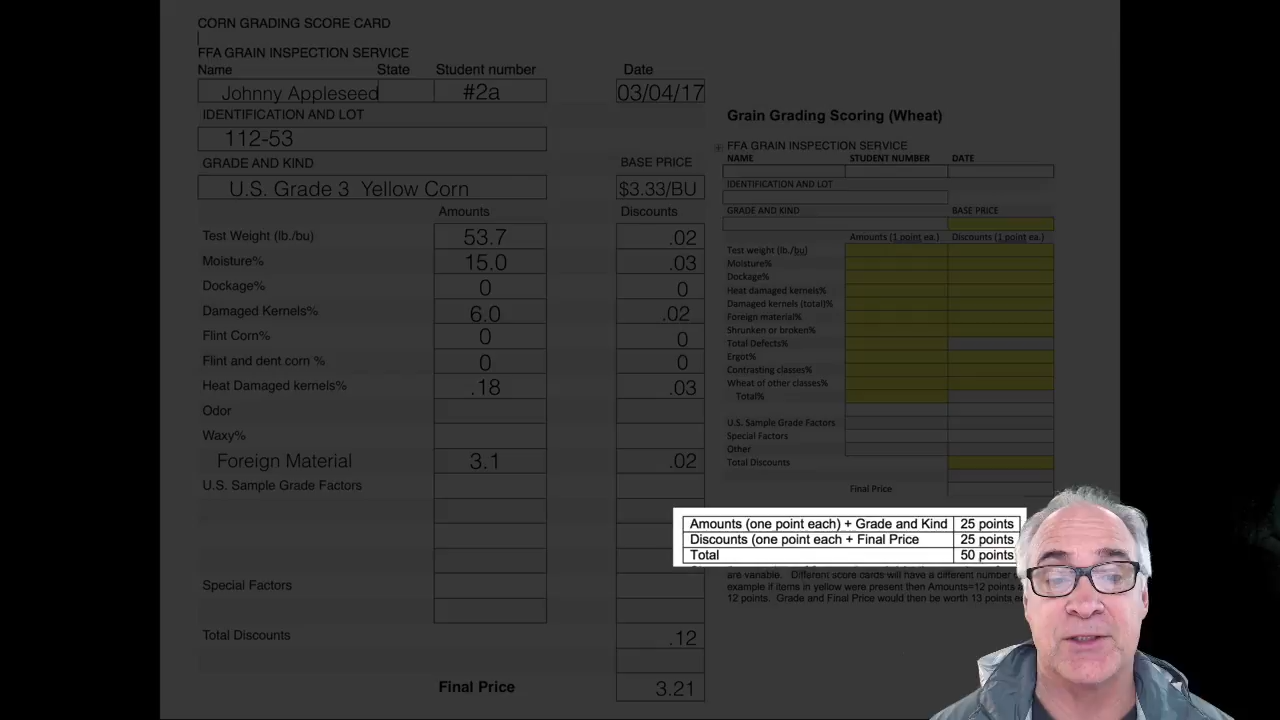 CORN GRADING SCORE CARD
FFA GRAIN INSPECTION SERVICE
Name State Student number Date
Johnny Appleseed #2a 03/04/17
IDENTIFICATION AND LOT
112-53
GRADE AND KIND BASE PRICE
U.S. Grade 3 Yellow Corn $3.33/BU
Amounts Discounts
Test Weight (lb./bu) 53.7 .02
Moisture% 15.0 .03
Dockage% 0 0
Damaged Kernels% 6.0 .02
Flint Corn% 0 0
Flint and dent corn % 0 0
Heat Damaged kernels% .18 .03
Odor
Waxy%
Foreign Material 3.1 .02
U.S. Sample Grade Factors
Special Factors
Total Discounts .12
Final Price 3.21
Grain Grading Scoring (Wheat)
FFA GRAIN INSPECTION SERVICE
NAME STUDENT NUMBER DATE
IDENTIFICATION AND LOT
GRADE AND KIND BASE PRICE
Amounts (1 point ea.) Discounts (1 point ea.)
Test weight (lb./bu)
Moisture%
Dockage%
Heat damaged kernels%
Damaged kernels (total)%
Foreign material%
Shrunken or broken%
Total Defects%
Ergot%
Contrasting classes%
Wheat of other classes%
Total%
U.S. Sample Grade Factors
Special Factors
Other
Total Discounts
Final Price
Amounts (one point each) + Grade and Kind 25 points
Discounts (one point each + Final Price 25 points
Total 50 points
are variable. Different score cards will have a different number
example if items in yellow were present then Amounts=12 points
12 points. Grade and Final Price would then be worth 13 points